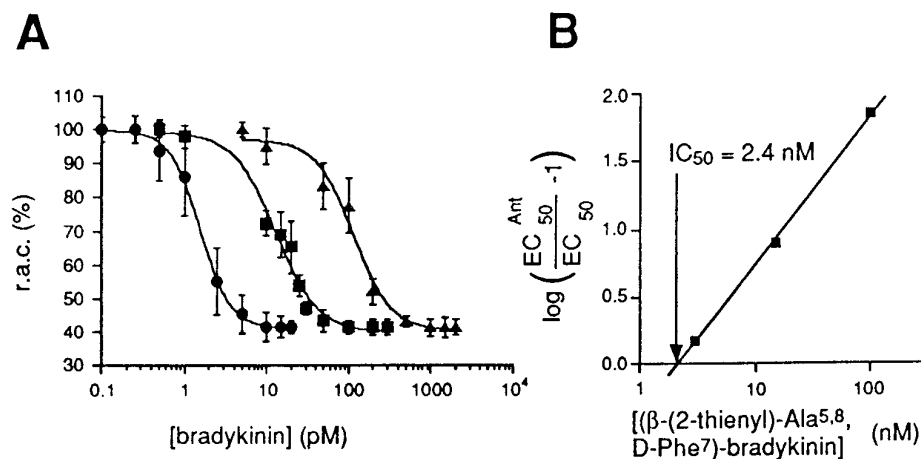 A
110
100
90
80
70
60
50
40
30
r.a.c. (%)
0.1 1 10 100 1000 10⁴
[bradykinin] (pM)
B
2.0
1.5
1.0
0.5
0.0
log (EC₅₀ᴬⁿᵗ / EC₅₀ -1)
IC₅₀ = 2.4 nM
1 10 100
[(β-(2-thienyl)-Ala⁵,⁸,
D-Phe⁷)-bradykinin] (nM)